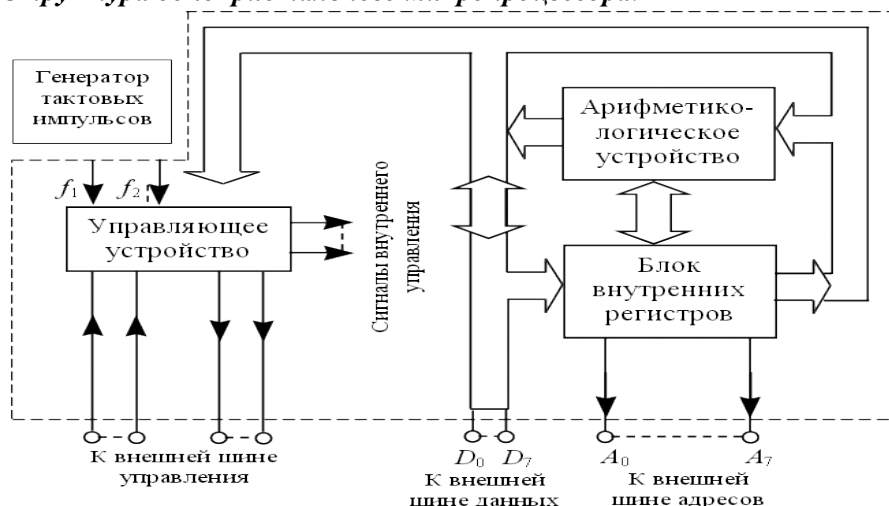 Генератор
тактовых
импульсов
f₁
f₂
Управляющее
устройство
Сигналы внутреннего
управления
Арифметико-
логическое
устройство
Блок
внутренних
регистров
К внешней шине
управления
D₀ D₇
К внешней
шине данных
A₀ A₇
К внешней
шине адресов